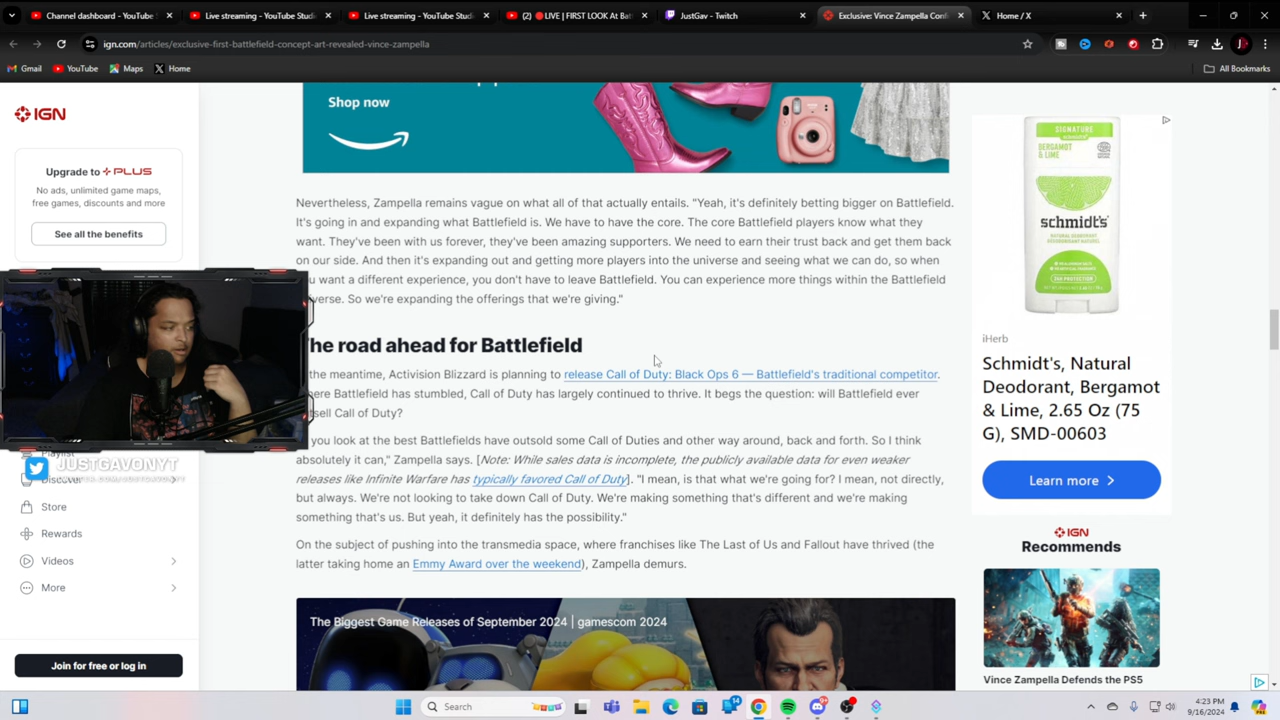 Channel dashboard - YouTube S
Live streaming - YouTube Studi
Live streaming - YouTube Studi
(2) 🔴LIVE | FIRST LOOK At Bat
JustGav - Twitch
Exclusive: Vince Zampella Conf
Home / X
ign.com/articles/exclusive-first-battlefield-concept-art-revealed-vince-zampella
Gmail
YouTube
Maps
Home
All Bookmarks
IGN
Upgrade to PLUS
No ads, unlimited game maps,
free games, discounts and more
See all the benefits
Playlist
Discover
JUSTGAVONYT
Store
Rewards
Videos
More
Join for free or log in
Shop now
Nevertheless, Zampella remains vague on what all of that actually entails. "Yeah, it's definitely betting bigger on Battlefield.
It's going in and expanding what Battlefield is. We have to have the core. The core Battlefield players know what they
want. They've been with us forever, they've been amazing supporters. We need to earn their trust back and get them back
on our side. And then it's expanding out and getting more players into the universe and seeing what we can do, so when
u want a different experience, you don't have to leave Battlefield. You can experience more things within the Battlefield
verse. So we're expanding the offerings that we're giving."
he road ahead for Battlefield
the meantime, Activision Blizzard is planning to release Call of Duty: Black Ops 6 — Battlefield's traditional competitor.
here Battlefield has stumbled, Call of Duty has largely continued to thrive. It begs the question: will Battlefield ever
tsell Call of Duty?
you look at the best Battlefields have outsold some Call of Duties and other way around, back and forth. So I think
absolutely it can," Zampella says. [Note: While sales data is incomplete, the publicly available data for even weaker
releases like Infinite Warfare has typically favored Call of Duty]. "I mean, is that what we're going for? I mean, not directly,
but always. We're not looking to take down Call of Duty. We're making something that's different and we're making
something that's us. But yeah, it definitely has the possibility."
On the subject of pushing into the transmedia space, where franchises like The Last of Us and Fallout have thrived (the
latter taking home an Emmy Award over the weekend), Zampella demurs.
The Biggest Game Releases of September 2024 | gamescom 2024
SIGNATURE
BERGAMOT
& LIME
schmidt's
iHerb
Schmidt's, Natural
Deodorant, Bergamot
& Lime, 2.65 Oz (75
G), SMD-00603
Learn more
IGN
Recommends
Vince Zampella Defends the PS5
Search
14
4:23 PM
9/16/2024